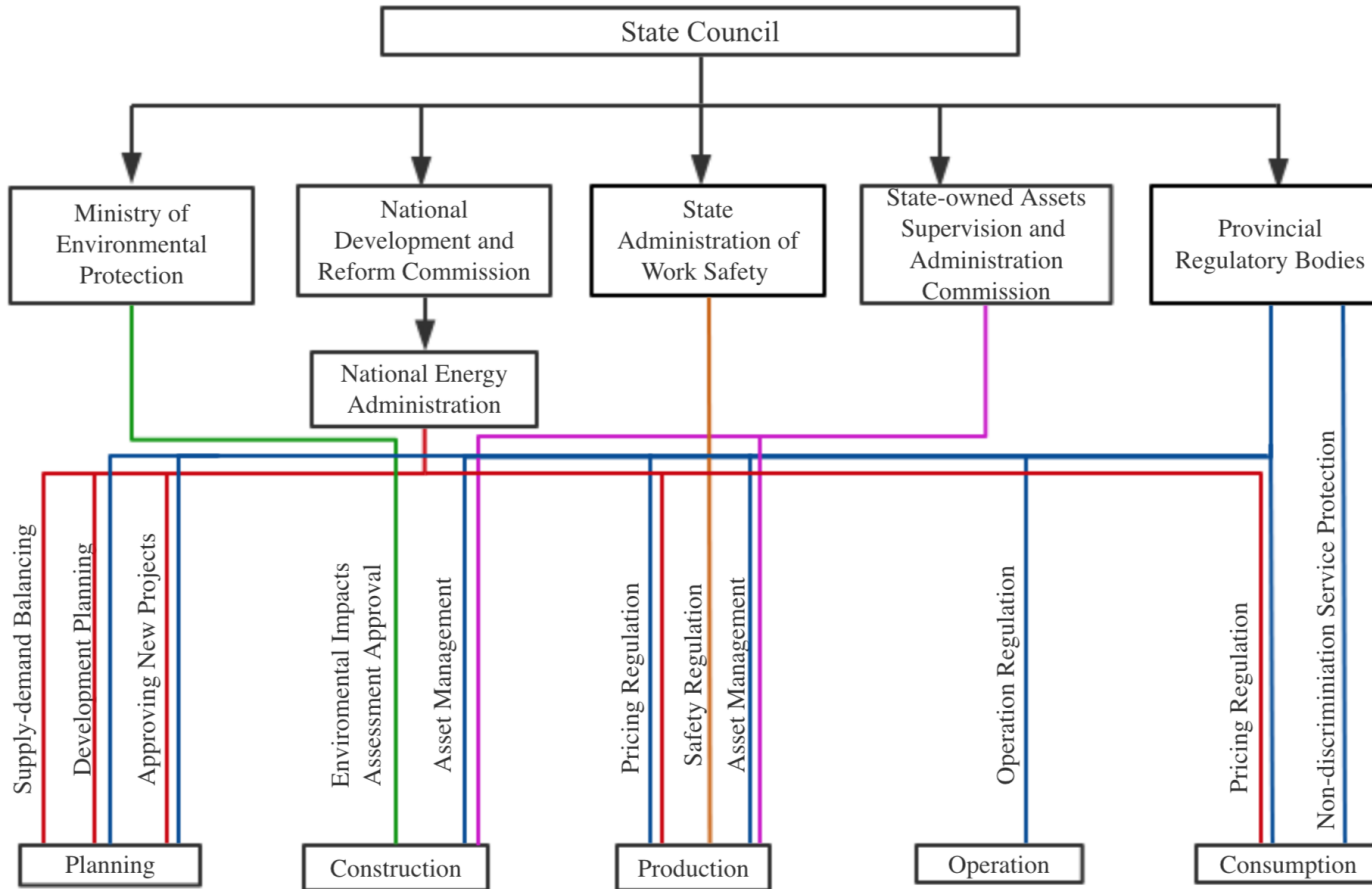 State Council
Ministry of
Environmental
Protection
National
Development and
Reform Commission
State
Administration of
Work Safety
State-owned Assets
Supervision and
Administration
Commission
Provincial
Regulatory Bodies
National Energy
Administration
Supply-demand Balancing
Development Planning
Approving New Projects
Enviromental Impacts
Assessment Approval
Asset Management
Pricing Regulation
Safety Regulation
Asset Management
Operation Regulation
Pricing Regulation
Non-discriminiation Service Protection
Planning
Construction
Production
Operation
Consumption